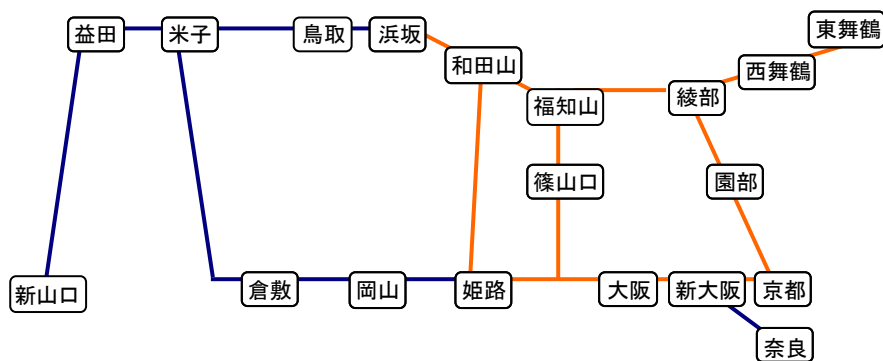 東舞鶴
益田
米子
鳥取
浜坂
和田山
西舞鶴
福知山
綾部
篠山口
園部
新山口
倉敷
岡山
姫路
大阪
新大阪
京都
奈良